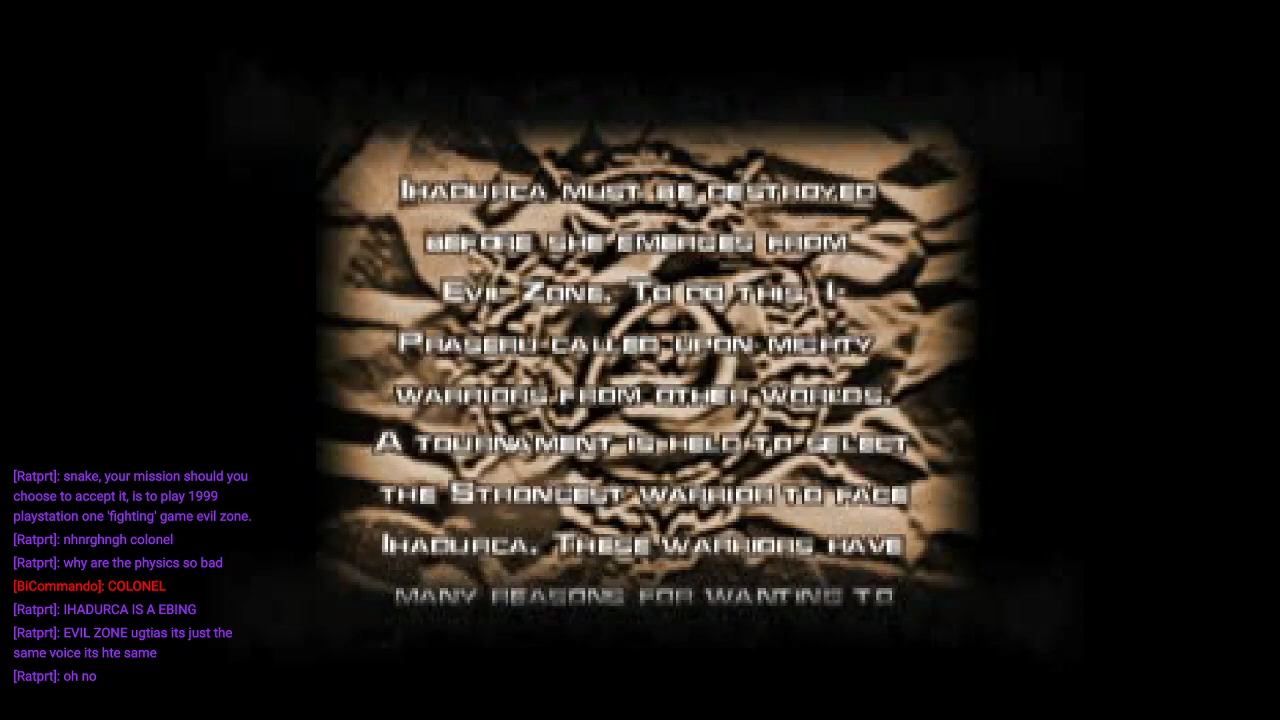 Ihadurca must be destroyed
before she emerges from
Evil Zone. To do this, I-
Praseru called upon mighty
warriors from other worlds.
A tournament is held to select
the Strongest warrior to face
Ihadurca. These warriors have
many reasons for wanting to
[Ratprt]: snake, your mission should you
choose to accept it, is to play 1999
playstation one 'fighting' game evil zone.
[Ratprt]: nhnrghngh colonel
[Ratprt]: why are the physics so bad
[BiCommando]: COLONEL
[Ratprt]: IHADURCA IS A EBING
[Ratprt]: EVIL ZONE ugtias its just the
same voice its hte same
[Ratprt]: oh no